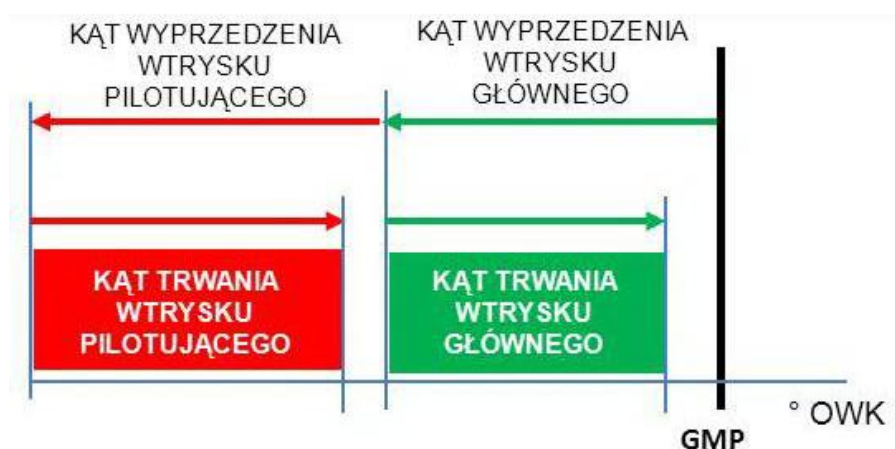 KĄT WYPRZEDZENIA
WTRYSKU
PILOTUJĄCEGO
KĄT WYPRZEDZENIA
WTRYSKU
GŁÓWNEGO
KĄT TRWANIA
WTRYSKU
PILOTUJĄCEGO
KĄT TRWANIA
WTRYSKU
GŁÓWNEGO
° OWK
GMP